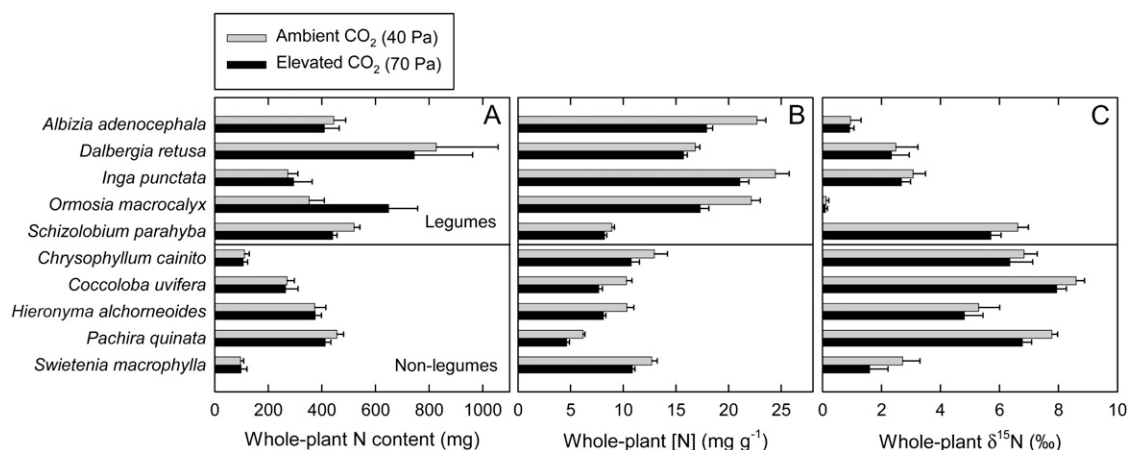 Ambient CO₂ (40 Pa)
Elevated CO₂ (70 Pa)
A
B
C
Albizia adenocephala
Dalbergia retusa
Inga punctata
Ormosia macrocalyx
Legumes
Schizolobium parahyba
Chrysophyllum cainito
Coccoloba uvifera
Hieronyma alchorneoides
Pachira quinata
Non-legumes
Swietenia macrophylla
0 200 400 600 800 1000
0 5 10 15 20 25
0 2 4 6 8 10
Whole-plant N content (mg)
Whole-plant [N] (mg g⁻¹)
Whole-plant δ¹⁵N (‰)